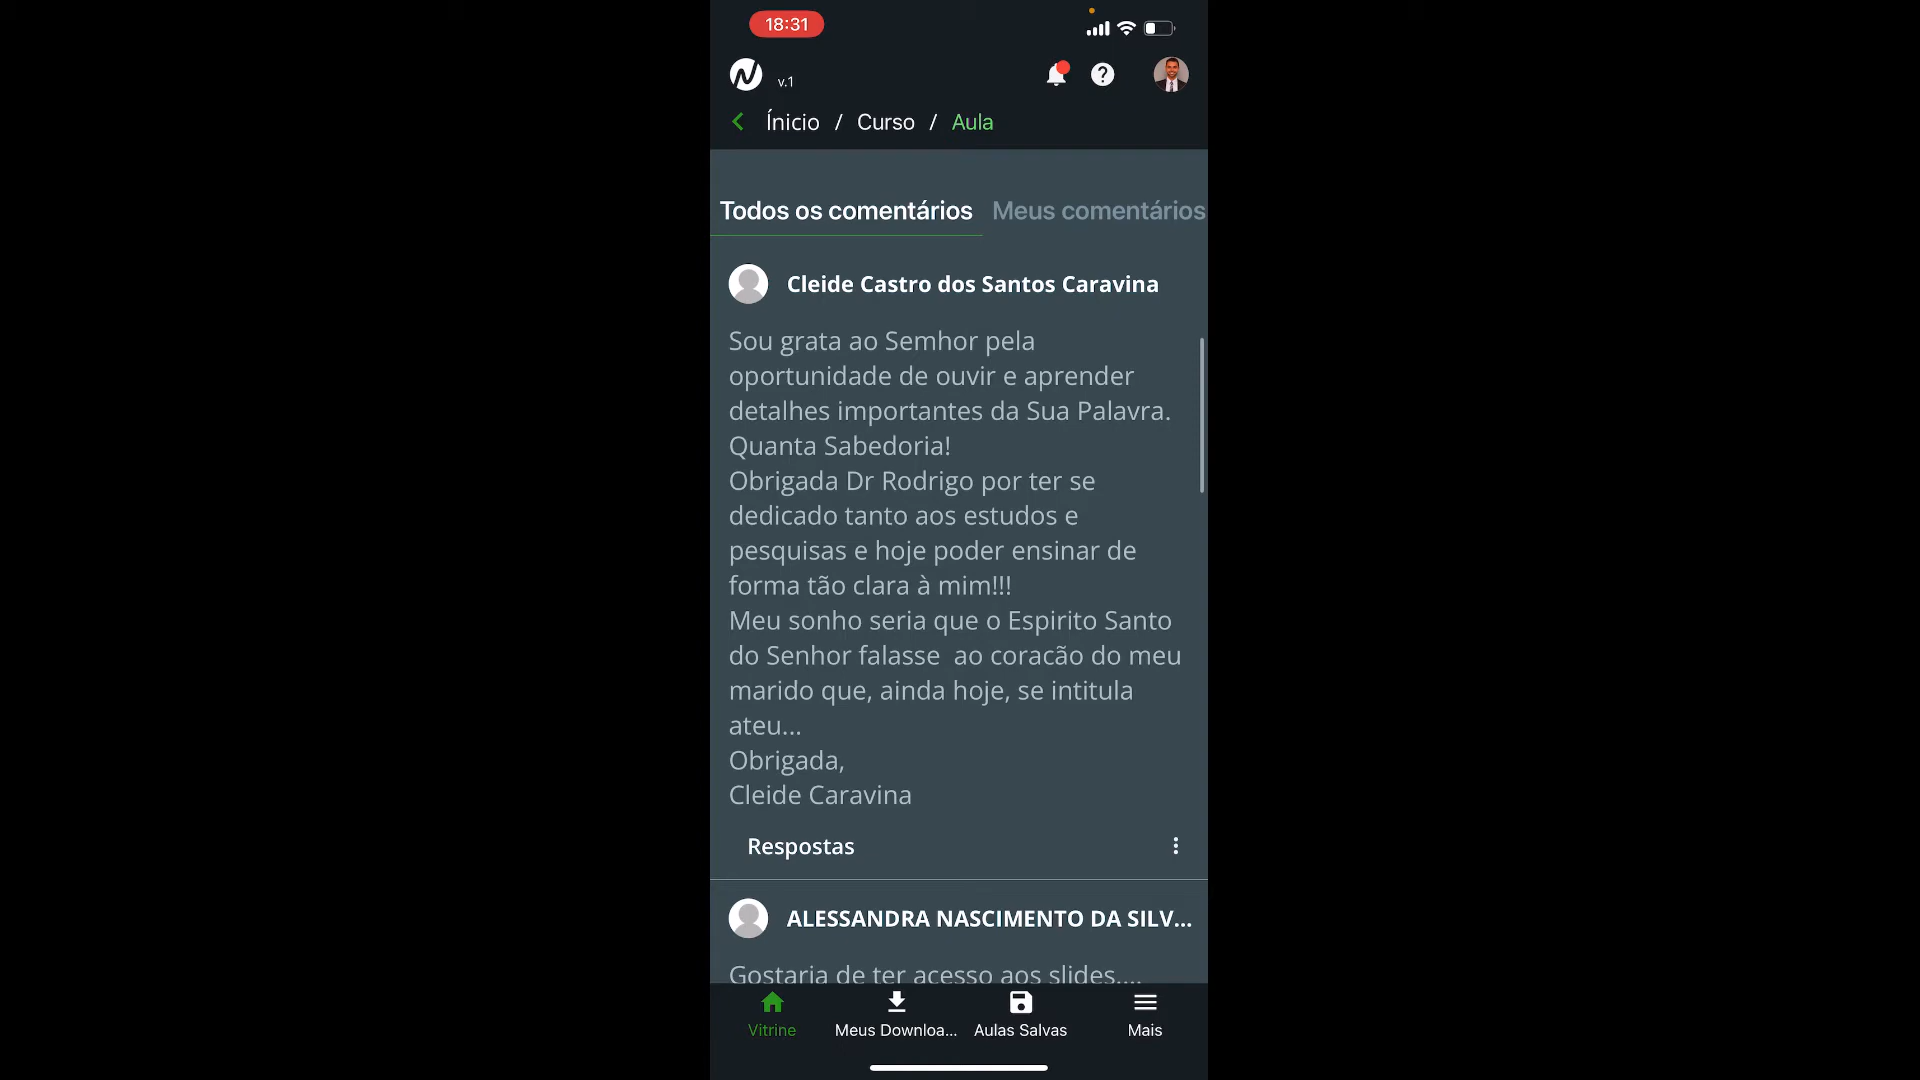 18:31
v.1
Ínicio / Curso / Aula
Todos os comentários Meus comentários
Cleide Castro dos Santos Caravina
Sou grata ao Semhor pela
oportunidade de ouvir e aprender
detalhes importantes da Sua Palavra.
Quanta Sabedoria!
Obrigada Dr Rodrigo por ter se
dedicado tanto aos estudos e
pesquisas e hoje poder ensinar de
forma tão clara à mim!!!
Meu sonho seria que o Espirito Santo
do Senhor falasse  ao coracão do meu
marido que, ainda hoje, se intitula
ateu...
Obrigada,
Cleide Caravina
Respostas
ALESSANDRA NASCIMENTO DA SILV...
Gostaria de ter acesso aos slides....
Vitrine Meus Downloa... Aulas Salvas Mais